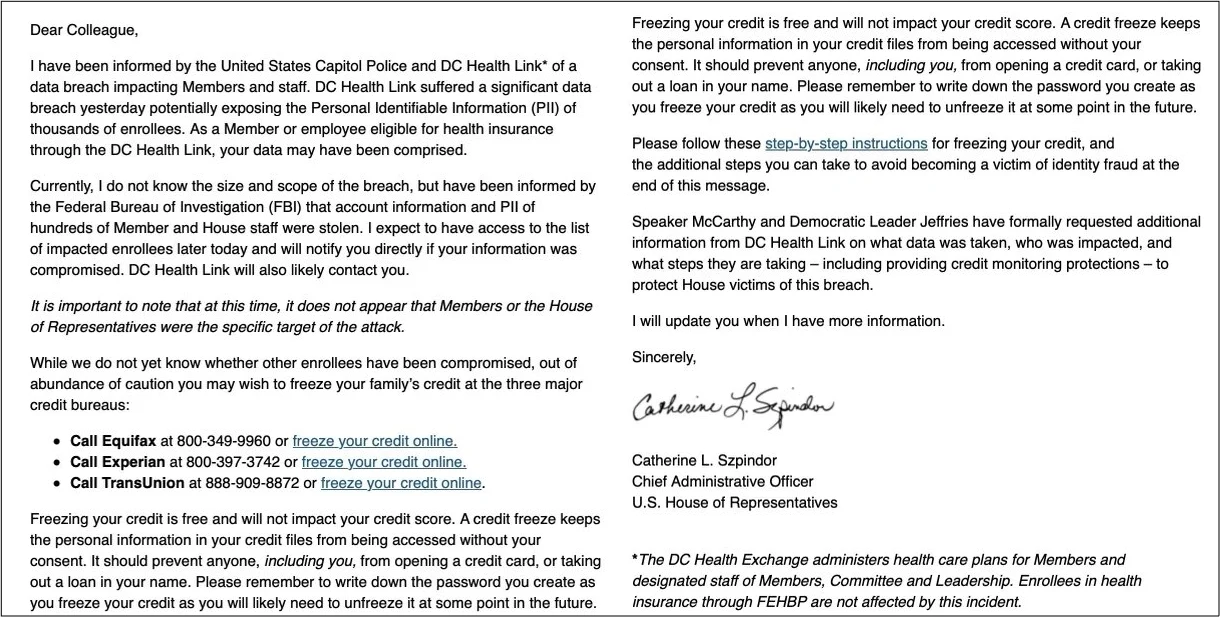 Dear Colleague,
I have been informed by the United States Capitol Police and DC Health Link* of a
data breach impacting Members and staff. DC Health Link suffered a significant data
breach yesterday potentially exposing the Personal Identifiable Information (PII) of
thousands of enrollees. As a Member or employee eligible for health insurance
through the DC Health Link, your data may have been comprised.
Currently, I do not know the size and scope of the breach, but have been informed by
the Federal Bureau of Investigation (FBI) that account information and PII of
hundreds of Member and House staff were stolen. I expect to have access to the list
of impacted enrollees later today and will notify you directly if your information was
compromised. DC Health Link will also likely contact you.
It is important to note that at this time, it does not appear that Members or the House
of Representatives were the specific target of the attack.
While we do not yet know whether other enrollees have been compromised, out of
abundance of caution you may wish to freeze your family's credit at the three major
credit bureaus:
• Call Equifax at 800-349-9960 or freeze your credit online.
• Call Experian at 800-397-3742 or freeze your credit online.
• Call TransUnion at 888-909-8872 or freeze your credit online.
Freezing your credit is free and will not impact your credit score. A credit freeze keeps
the personal information in your credit files from being accessed without your
consent. It should prevent anyone, including you, from opening a credit card, or taking
out a loan in your name. Please remember to write down the password you create as
you freeze your credit as you will likely need to unfreeze it at some point in the future.
Freezing your credit is free and will not impact your credit score. A credit freeze keeps
the personal information in your credit files from being accessed without your
consent. It should prevent anyone, including you, from opening a credit card, or taking
out a loan in your name. Please remember to write down the password you create as
you freeze your credit as you will likely need to unfreeze it at some point in the future.
Please follow these step-by-step instructions for freezing your credit, and
the additional steps you can take to avoid becoming a victim of identity fraud at the
end of this message.
Speaker McCarthy and Democratic Leader Jeffries have formally requested additional
information from DC Health Link on what data was taken, who was impacted, and
what steps they are taking – including providing credit monitoring protections – to
protect House victims of this breach.
I will update you when I have more information.
Sincerely,
Catherine L. Szpindor
Catherine L. Szpindor
Chief Administrative Officer
U.S. House of Representatives
*The DC Health Exchange administers health care plans for Members and
designated staff of Members, Committee and Leadership. Enrollees in health
insurance through FEHBP are not affected by this incident.